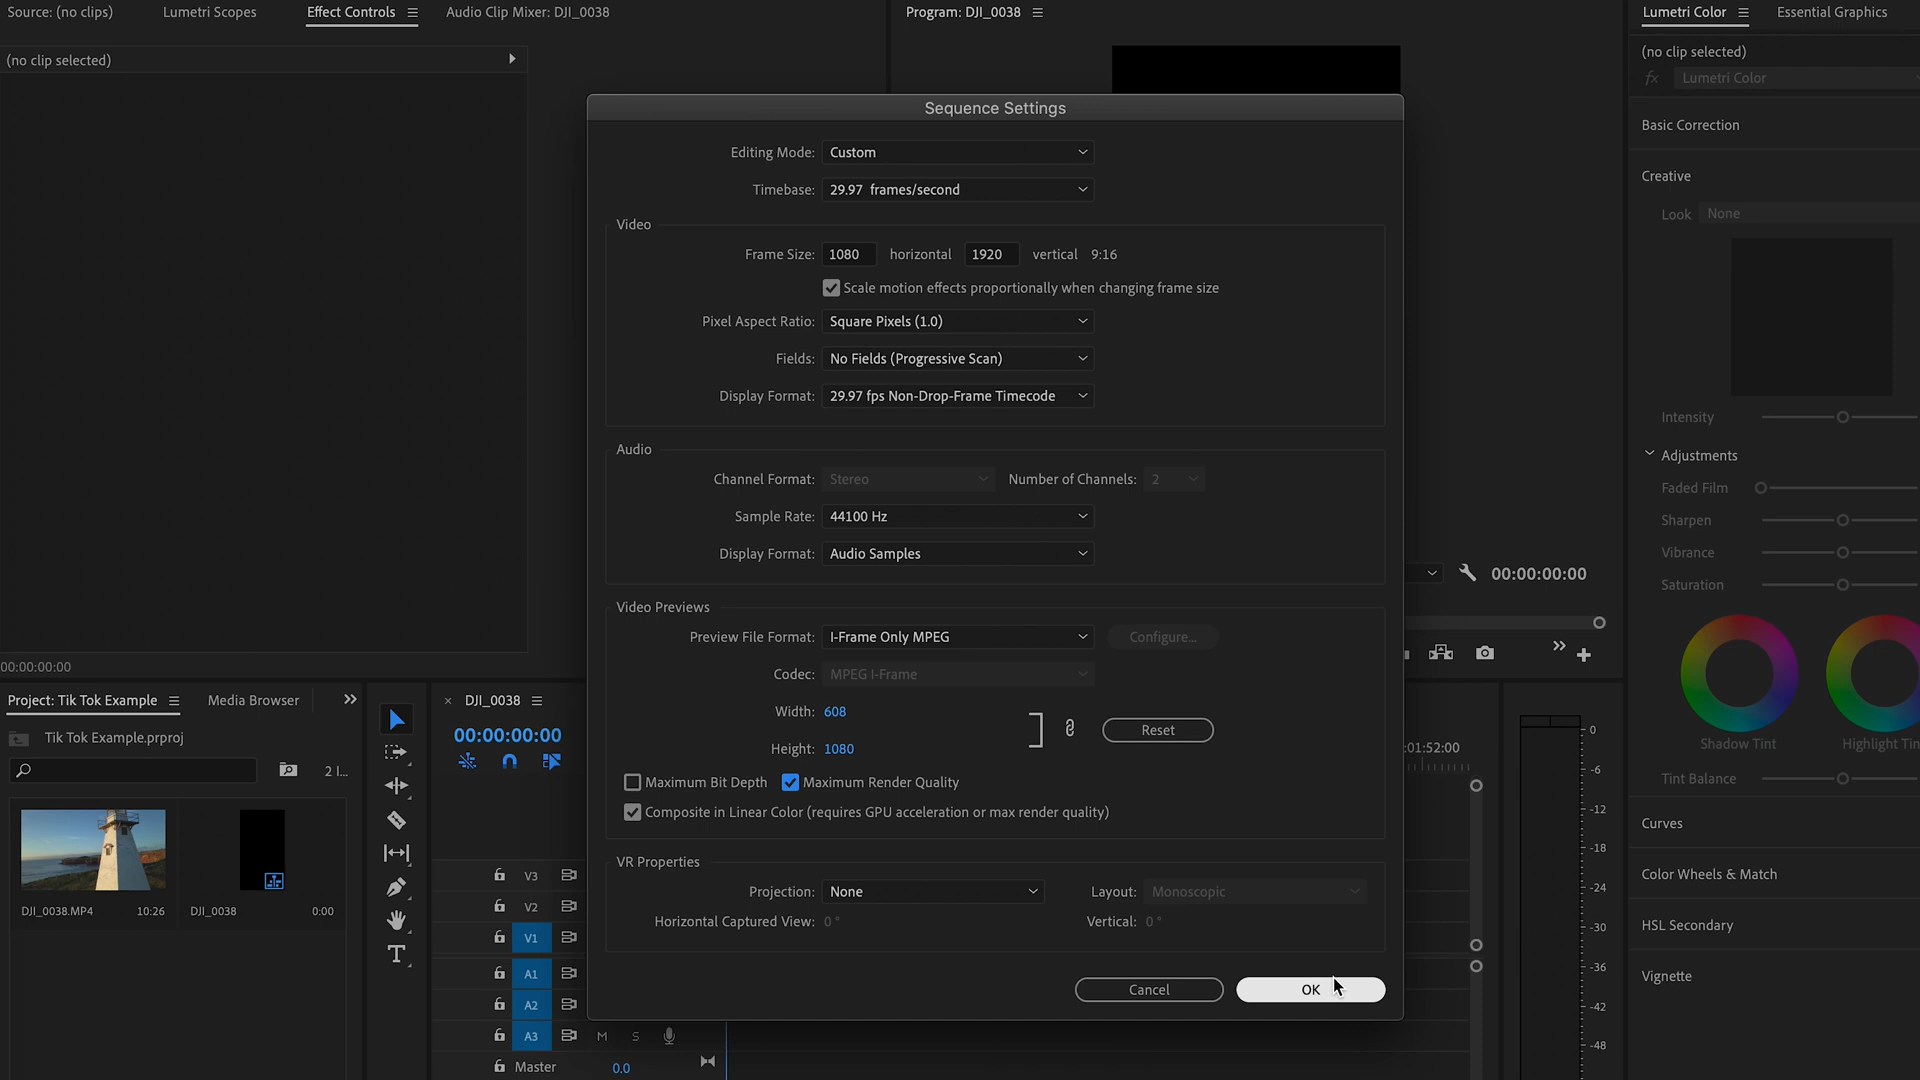 Source: (no clips)
Lumetri Scopes
Effect Controls
Audio Clip Mixer: DJI_0038
Program: DJI_0038
Lumetri Color
Essential Graphics
(no clip selected)
(no clip selected)
fx
Lumetri Color
Basic Correction
Creative
Look
None
Intensity
Adjustments
Faded Film
Sharpen
Vibrance
Saturation
Shadow Tint
Highlight Tin
Tint Balance
Curves
Color Wheels & Match
HSL Secondary
Vignette
Sequence Settings
Editing Mode: Custom
Timebase: 29.97 frames/second
Video
Frame Size: 1080 horizontal 1920 vertical 9:16
Scale motion effects proportionally when changing frame size
Pixel Aspect Ratio: Square Pixels (1.0)
Fields: No Fields (Progressive Scan)
Display Format: 29.97 fps Non-Drop-Frame Timecode
Audio
Channel Format: Stereo Number of Channels: 2
Sample Rate: 44100 Hz
Display Format: Audio Samples
Video Previews
Preview File Format: I-Frame Only MPEG Configure...
Codec: MPEG I-Frame
Width: 608
Height: 1080
Reset
Maximum Bit Depth Maximum Render Quality
Composite in Linear Color (requires GPU acceleration or max render quality)
VR Properties
Projection: None Layout: Monoscopic
Horizontal Captured View: 0° Vertical: 0°
Cancel OK
00:00:00:00
00:00:00:00
Project: Tik Tok Example
Media Browser
Tik Tok Example.prproj
2 I...
DJI_0038.MP4 10:26
DJI_0038 0:00
× DJI_0038
00:00:00:00
:01:52:00
V3
V2
V1
A1
A2
A3 M S
Master 0.0
T
0
-6
-12
-18
-24
-30
-36
-42
-48